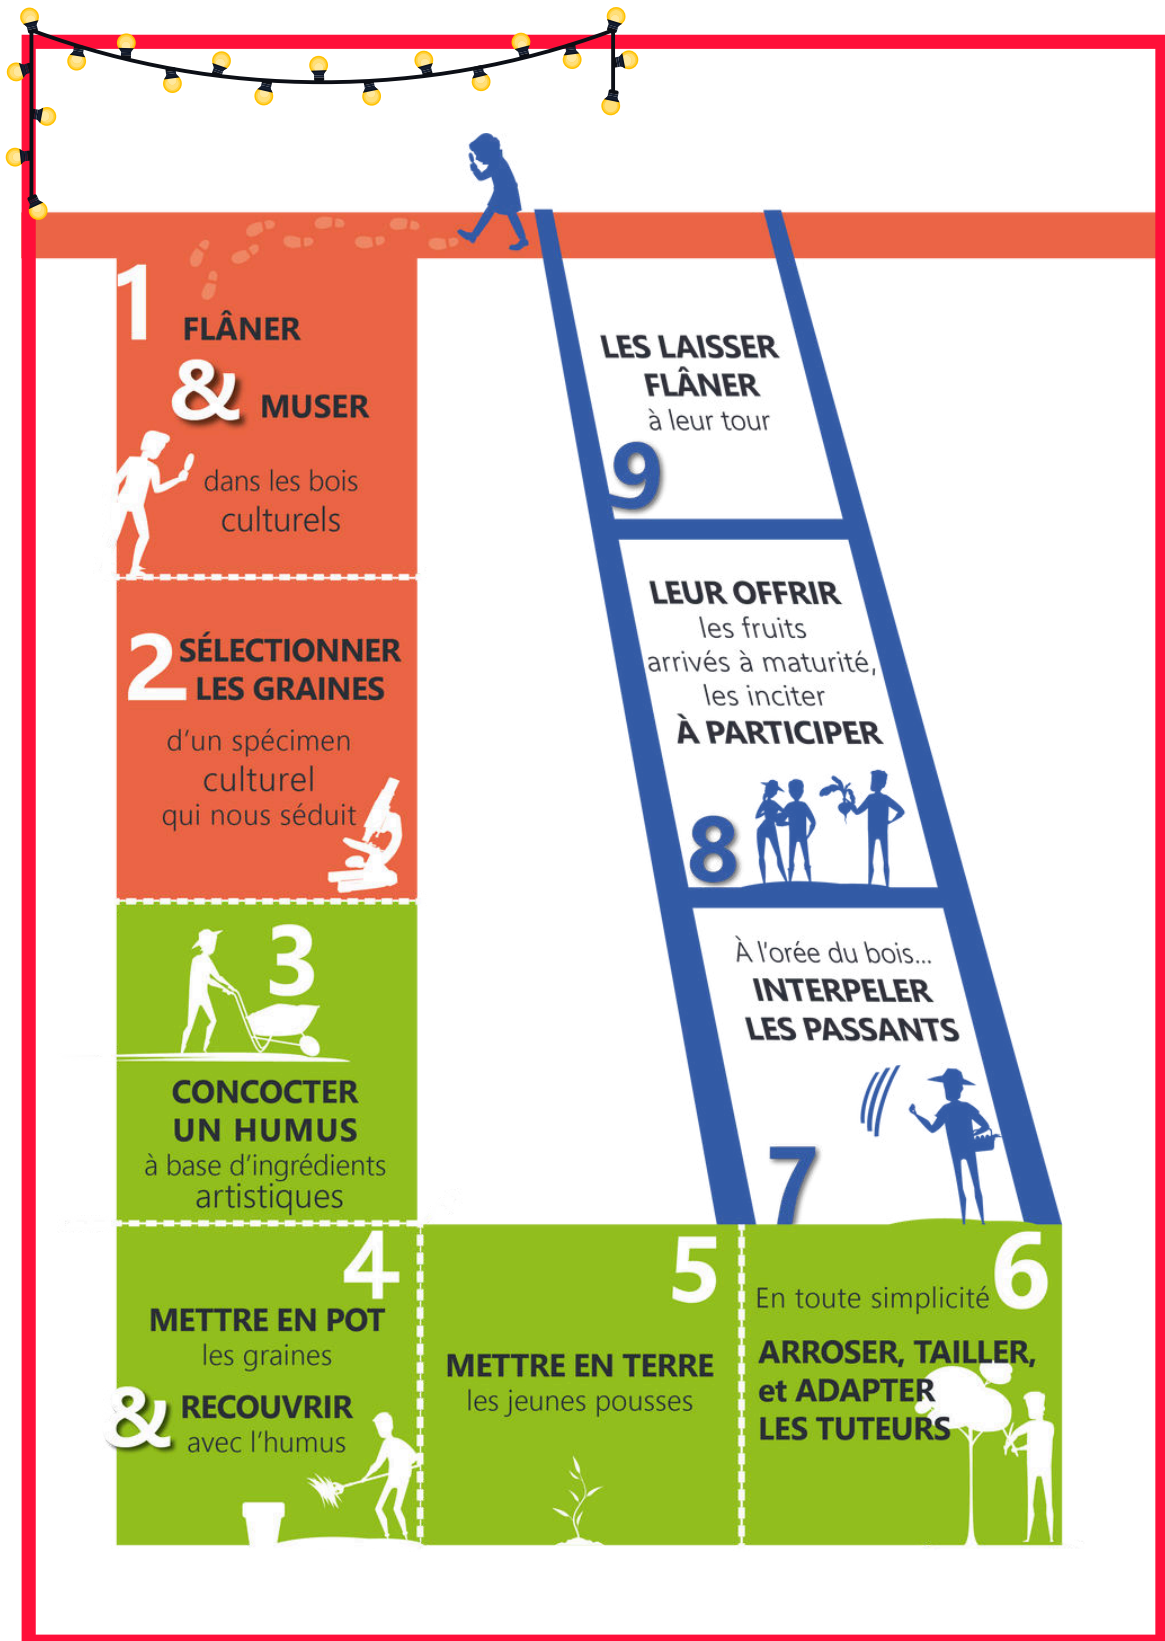 1
FLÂNER
&
MUSER
dans les bois
culturels
2
SÉLECTIONNER
LES GRAINES
d'un spécimen
culturel
qui nous séduit
3
CONCOCTER
UN HUMUS
à base d'ingrédients
artistiques
4
METTRE EN POT
les graines
& RECOUVRIR
avec l'humus
5
METTRE EN TERRE
les jeunes pousses
6
En toute simplicité
ARROSER, TAILLER,
et ADAPTER
LES TUTEURS
À l'orée du bois...
INTERPELER
LES PASSANTS
7
LEUR OFFRIR
les fruits
arrivés à maturité,
les inciter
À PARTICIPER
8
LES LAISSER
FLÂNER
à leur tour
9